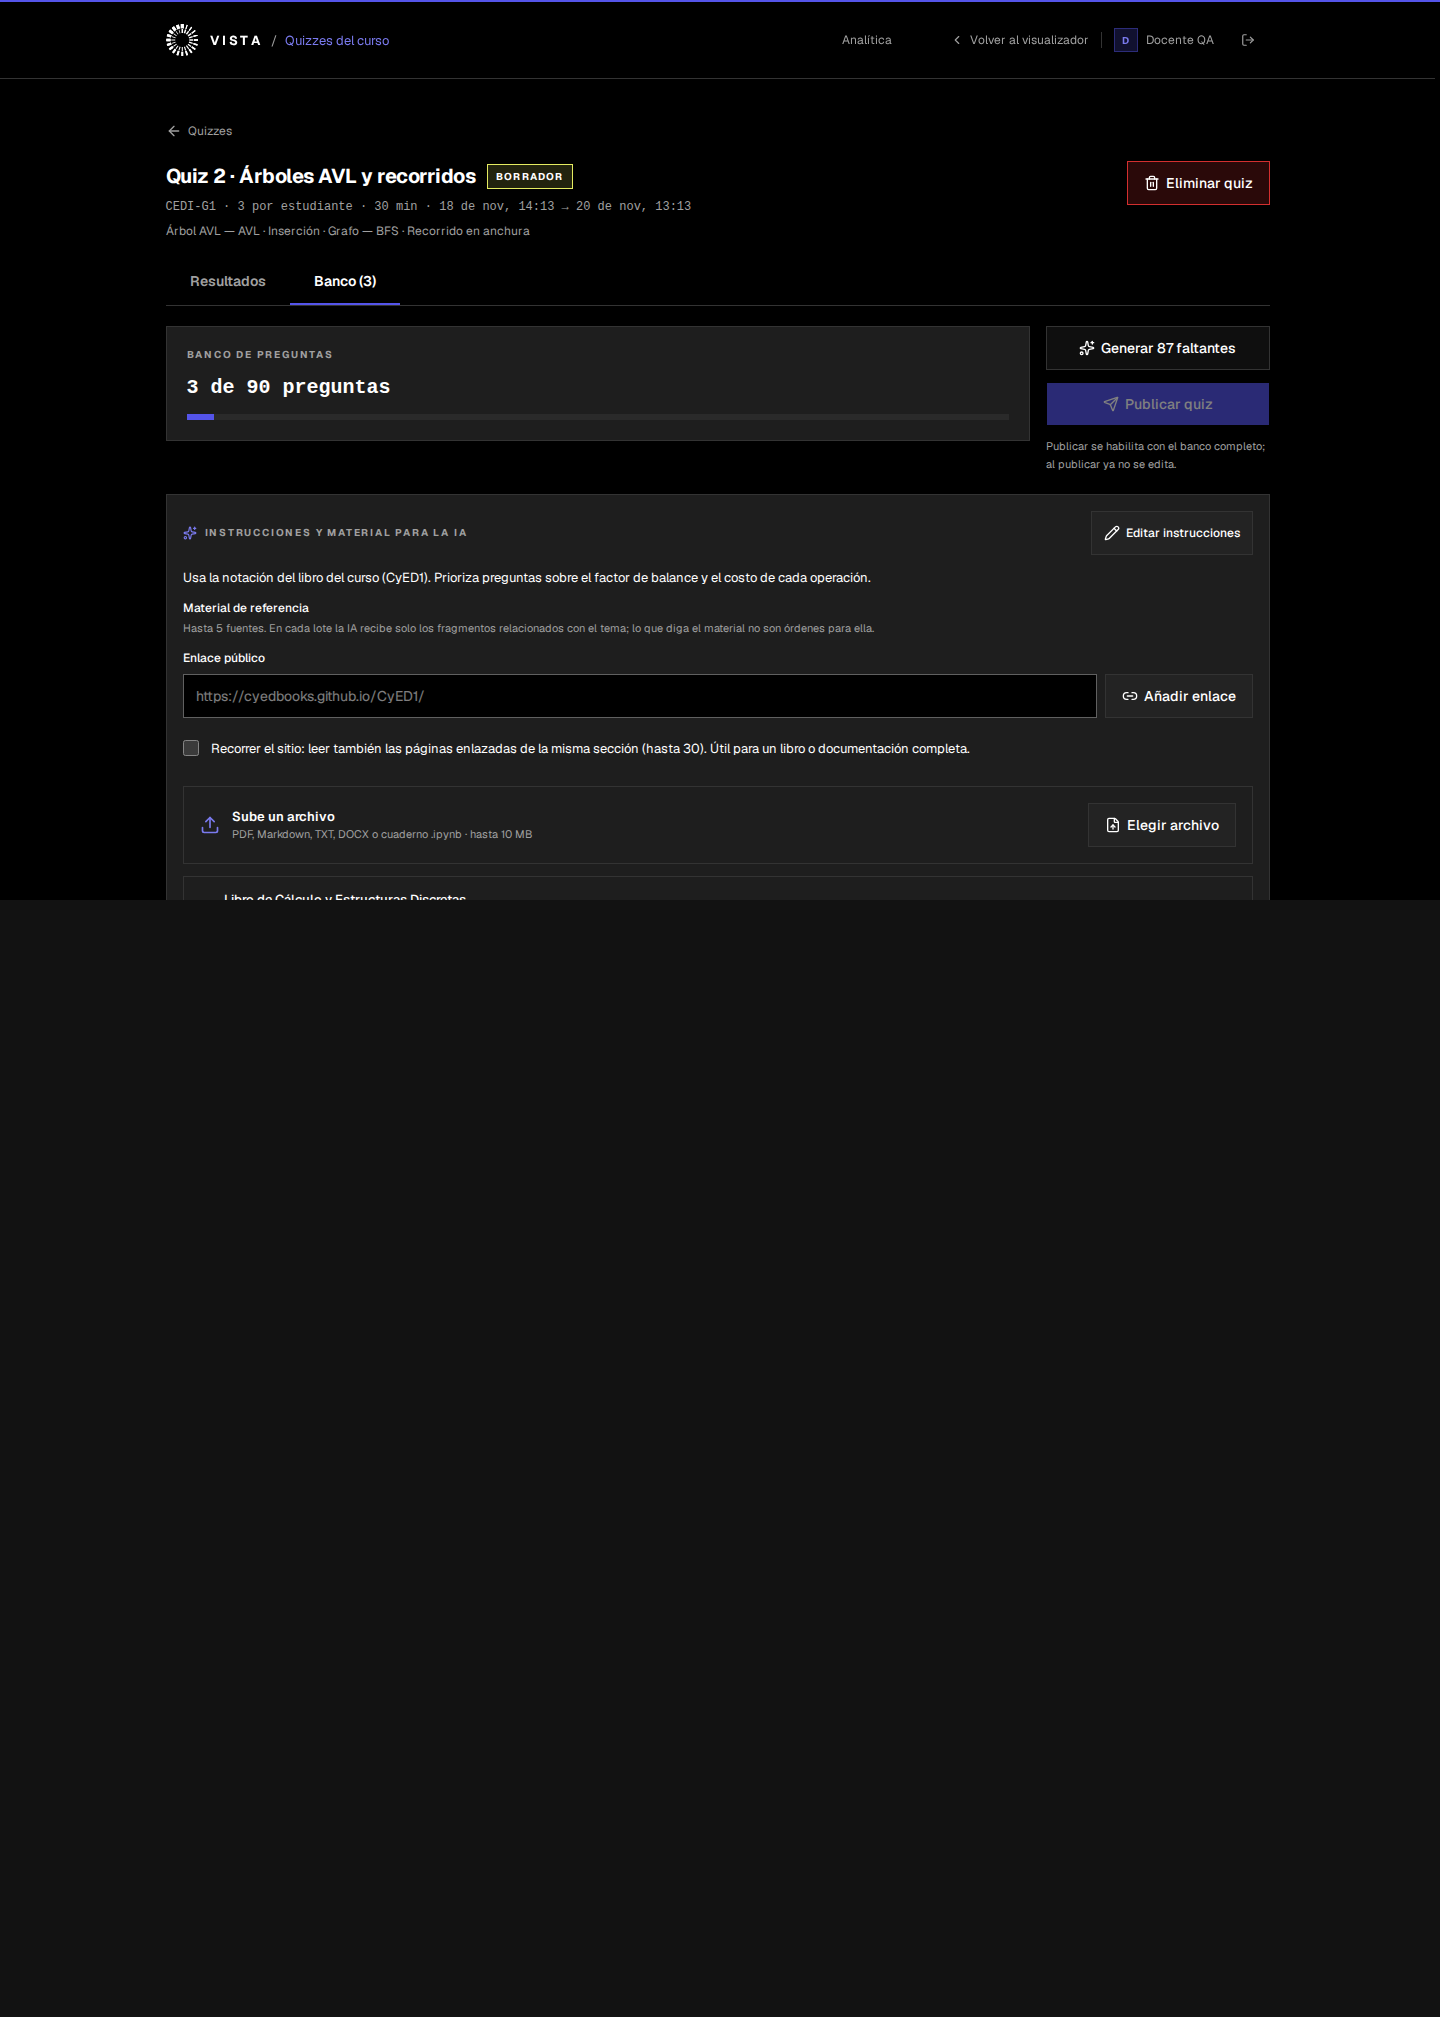 VISTA / Quizzes del curso
Analítica
Volver al visualizador
D
Docente QA
Quizzes
Quiz 2 · Árboles AVL y recorridos
BORRADOR
Eliminar quiz
CEDI-G1 · 3 por estudiante · 30 min · 18 de nov, 14:13 → 20 de nov, 13:13
Árbol AVL — AVL · Inserción · Grafo — BFS · Recorrido en anchura
Resultados
Banco (3)
BANCO DE PREGUNTAS
3 de 90 preguntas
Generar 87 faltantes
Publicar quiz
Publicar se habilita con el banco completo;
al publicar ya no se edita.
INSTRUCCIONES Y MATERIAL PARA LA IA
Editar instrucciones
Usa la notación del libro del curso (CyED1). Prioriza preguntas sobre el factor de balance y el costo de cada operación.
Material de referencia
Hasta 5 fuentes. En cada lote la IA recibe solo los fragmentos relacionados con el tema; lo que diga el material no son órdenes para ella.
Enlace público
https://cyedbooks.github.io/CyED1/
Añadir enlace
Recorrer el sitio: leer también las páginas enlazadas de la misma sección (hasta 30). Útil para un libro o documentación completa.
Sube un archivo
PDF, Markdown, TXT, DOCX o cuaderno .ipynb · hasta 10 MB
Elegir archivo
Libro de Cálculo y Estructuras Discretas